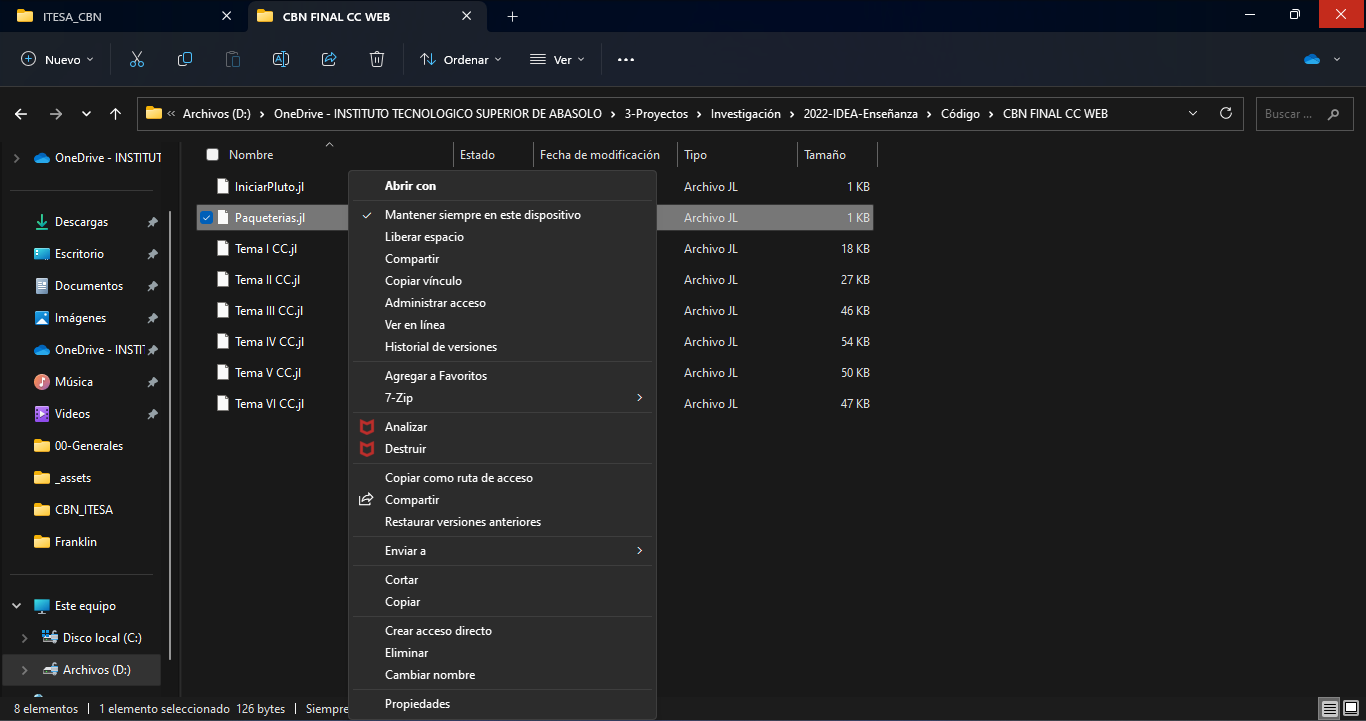 ITESA_CBN
CBN FINAL CC WEB
Nuevo
Ordenar
Ver
« Archivos (D:) > OneDrive - INSTITUTO TECNOLOGICO SUPERIOR DE ABASOLO > 3-Proyectos > Investigación > 2022-IDEA-Enseñanza > Código > CBN FINAL CC WEB
Buscar ...
OneDrive - INSTITUT
Descargas
Escritorio
Documentos
Imágenes
OneDrive - INSTIT
Música
Videos
00-Generales
_assets
CBN_ITESA
Franklin
Este equipo
Disco local (C:)
Archivos (D:)
Nombre Estado Fecha de modificación Tipo Tamaño
IniciarPluto.jl Archivo JL 1 KB
Paqueterias.jl Archivo JL 1 KB
Tema I CC.jl Archivo JL 18 KB
Tema II CC.jl Archivo JL 27 KB
Tema III CC.jl Archivo JL 46 KB
Tema IV CC.jl Archivo JL 54 KB
Tema V CC.jl Archivo JL 50 KB
Tema VI CC.jl Archivo JL 47 KB
Abrir con
Mantener siempre en este dispositivo
Liberar espacio
Compartir
Copiar vínculo
Administrar acceso
Ver en línea
Historial de versiones
Agregar a Favoritos
7-Zip
Analizar
Destruir
Copiar como ruta de acceso
Compartir
Restaurar versiones anteriores
Enviar a
Cortar
Copiar
Crear acceso directo
Eliminar
Cambiar nombre
Propiedades
8 elementos | 1 elemento seleccionado 126 bytes | Siempre